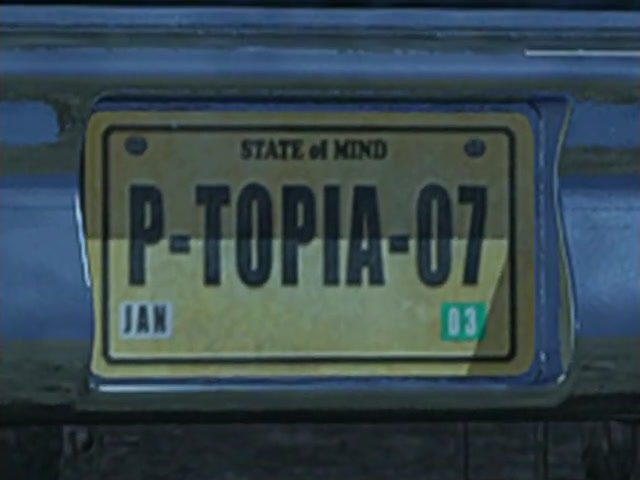 STATE of MIND
P-TOPIA-07
JAN 03